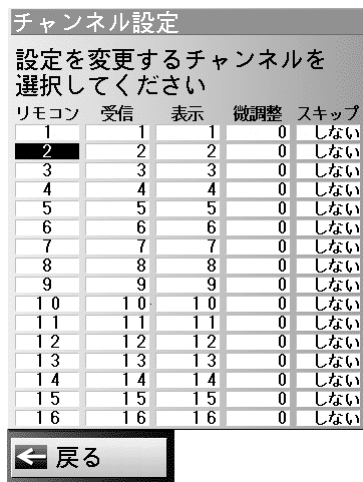 チャンネル設定
設定を変更するチャンネルを
選択してください
リモコン 受信 表示 微調整 スキップ
1 1 1 0 しない
2 2 2 0 しない
3 3 3 0 しない
4 4 4 0 しない
5 5 5 0 しない
6 6 6 0 しない
7 7 7 0 しない
8 8 8 0 しない
9 9 9 0 しない
10 10 10 0 しない
11 11 11 0 しない
12 12 12 0 しない
13 13 13 0 しない
14 14 14 0 しない
15 15 15 0 しない
16 16 16 0 しない
← 戻る